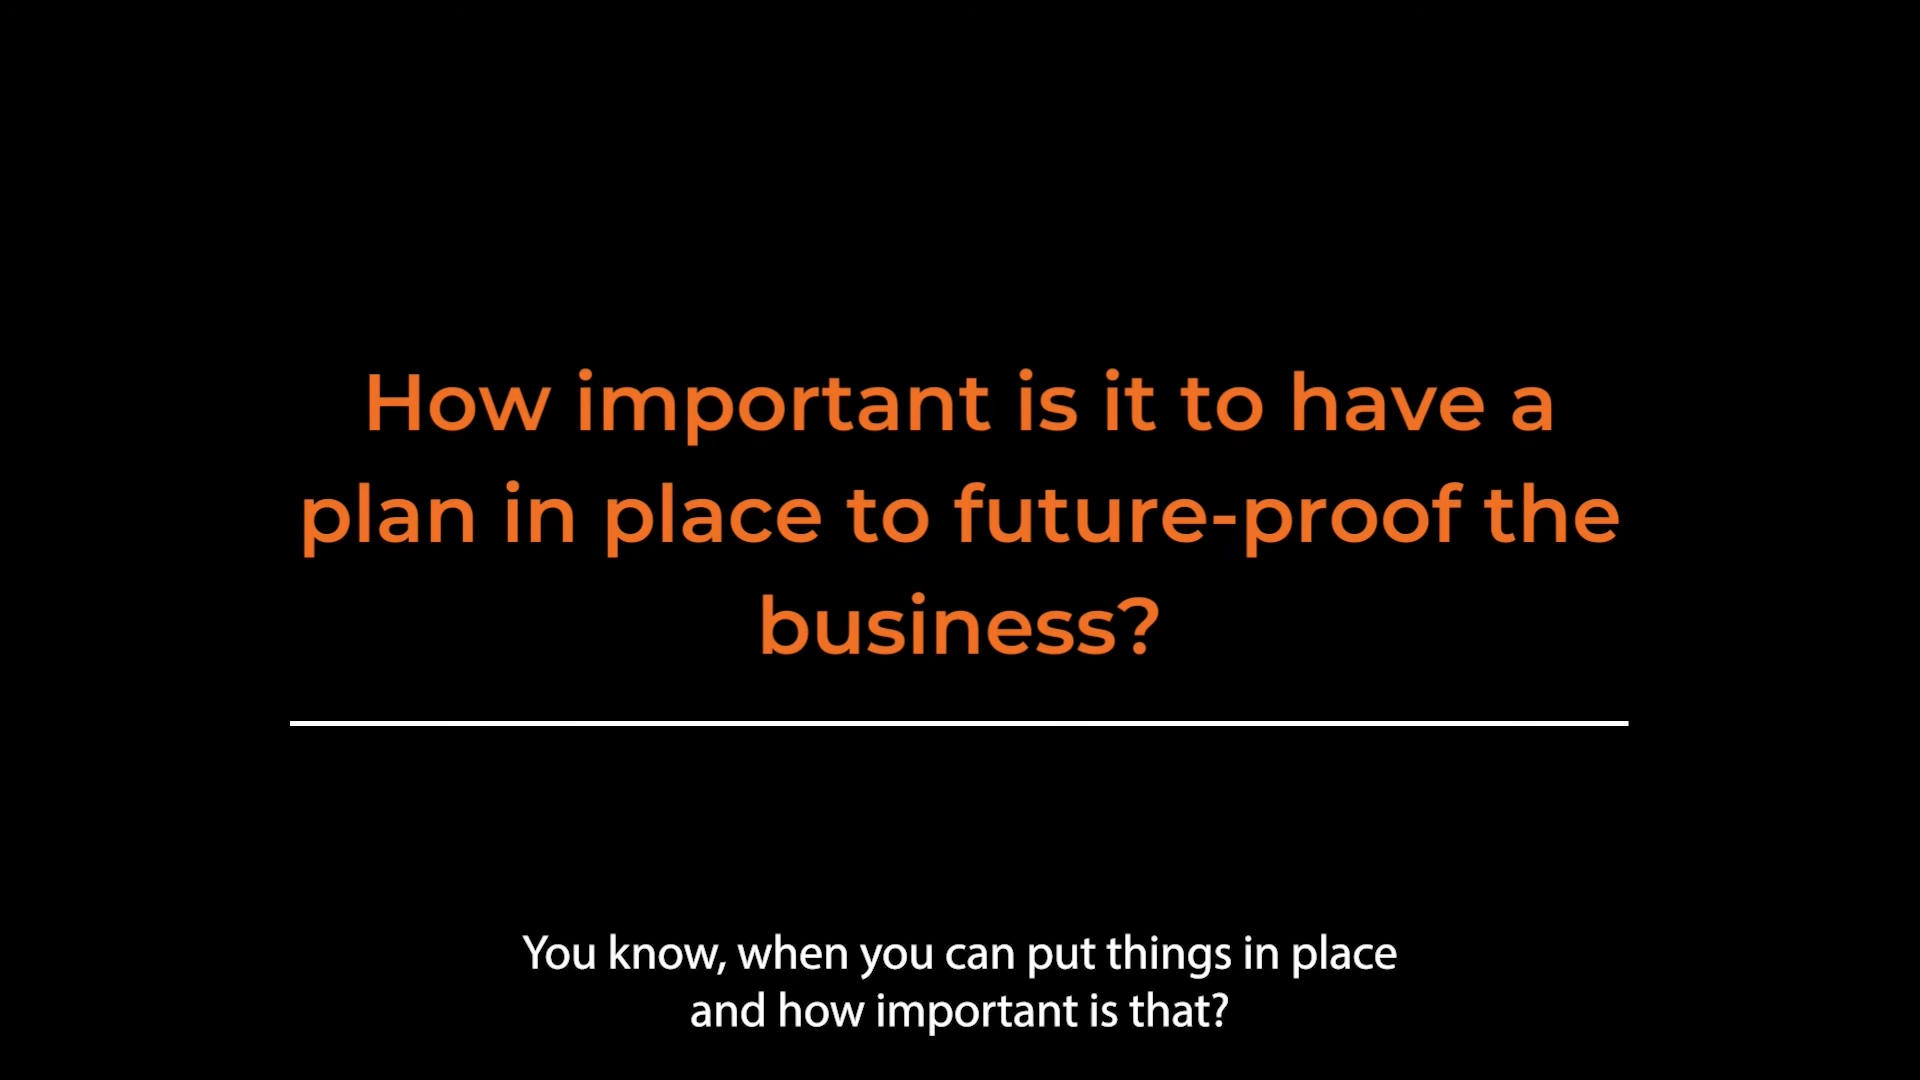 How important is it to have a
plan in place to future-proof the
business?
You know, when you can put things in place
and how important is that?